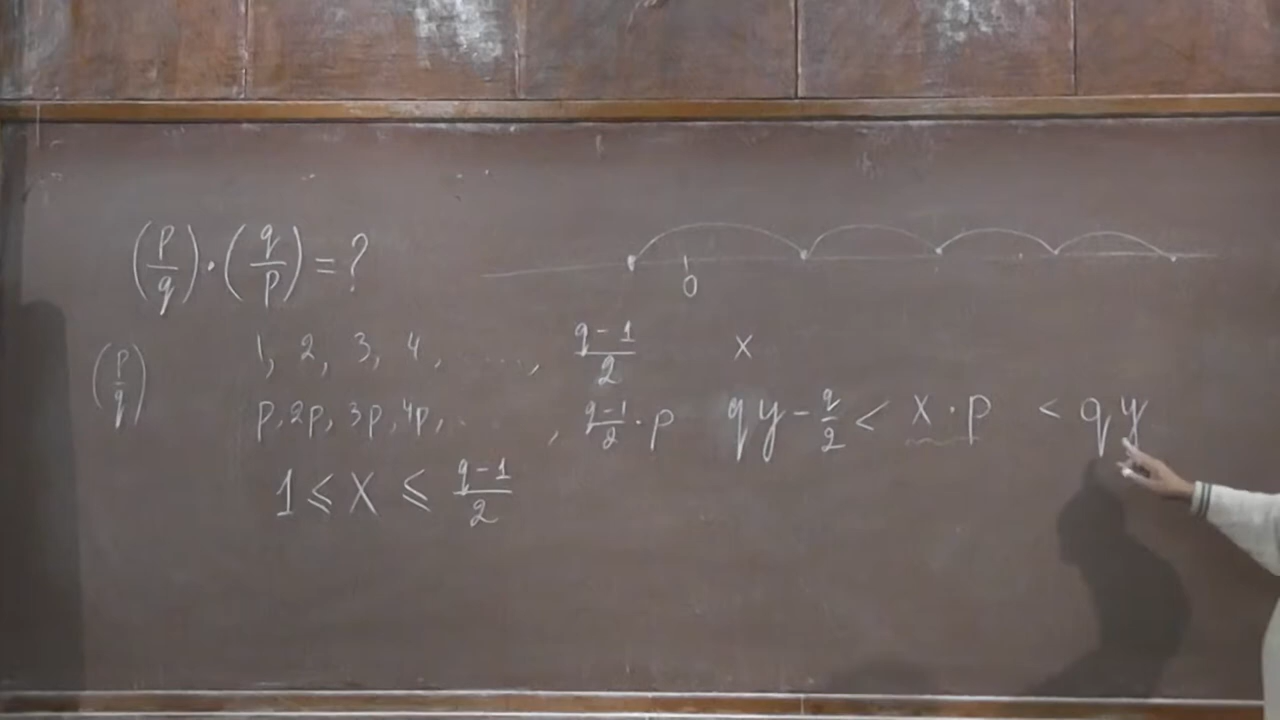 (p/q)·(q/p)=?
0
1, 2, 3, 4, ....., (q-1)/2 x
(p/q)
p, 2p, 3p, 4p, . , (q-1)/2 · p qy - q/2 < x · p < qy
1 ≤ x ≤ (q-1)/2